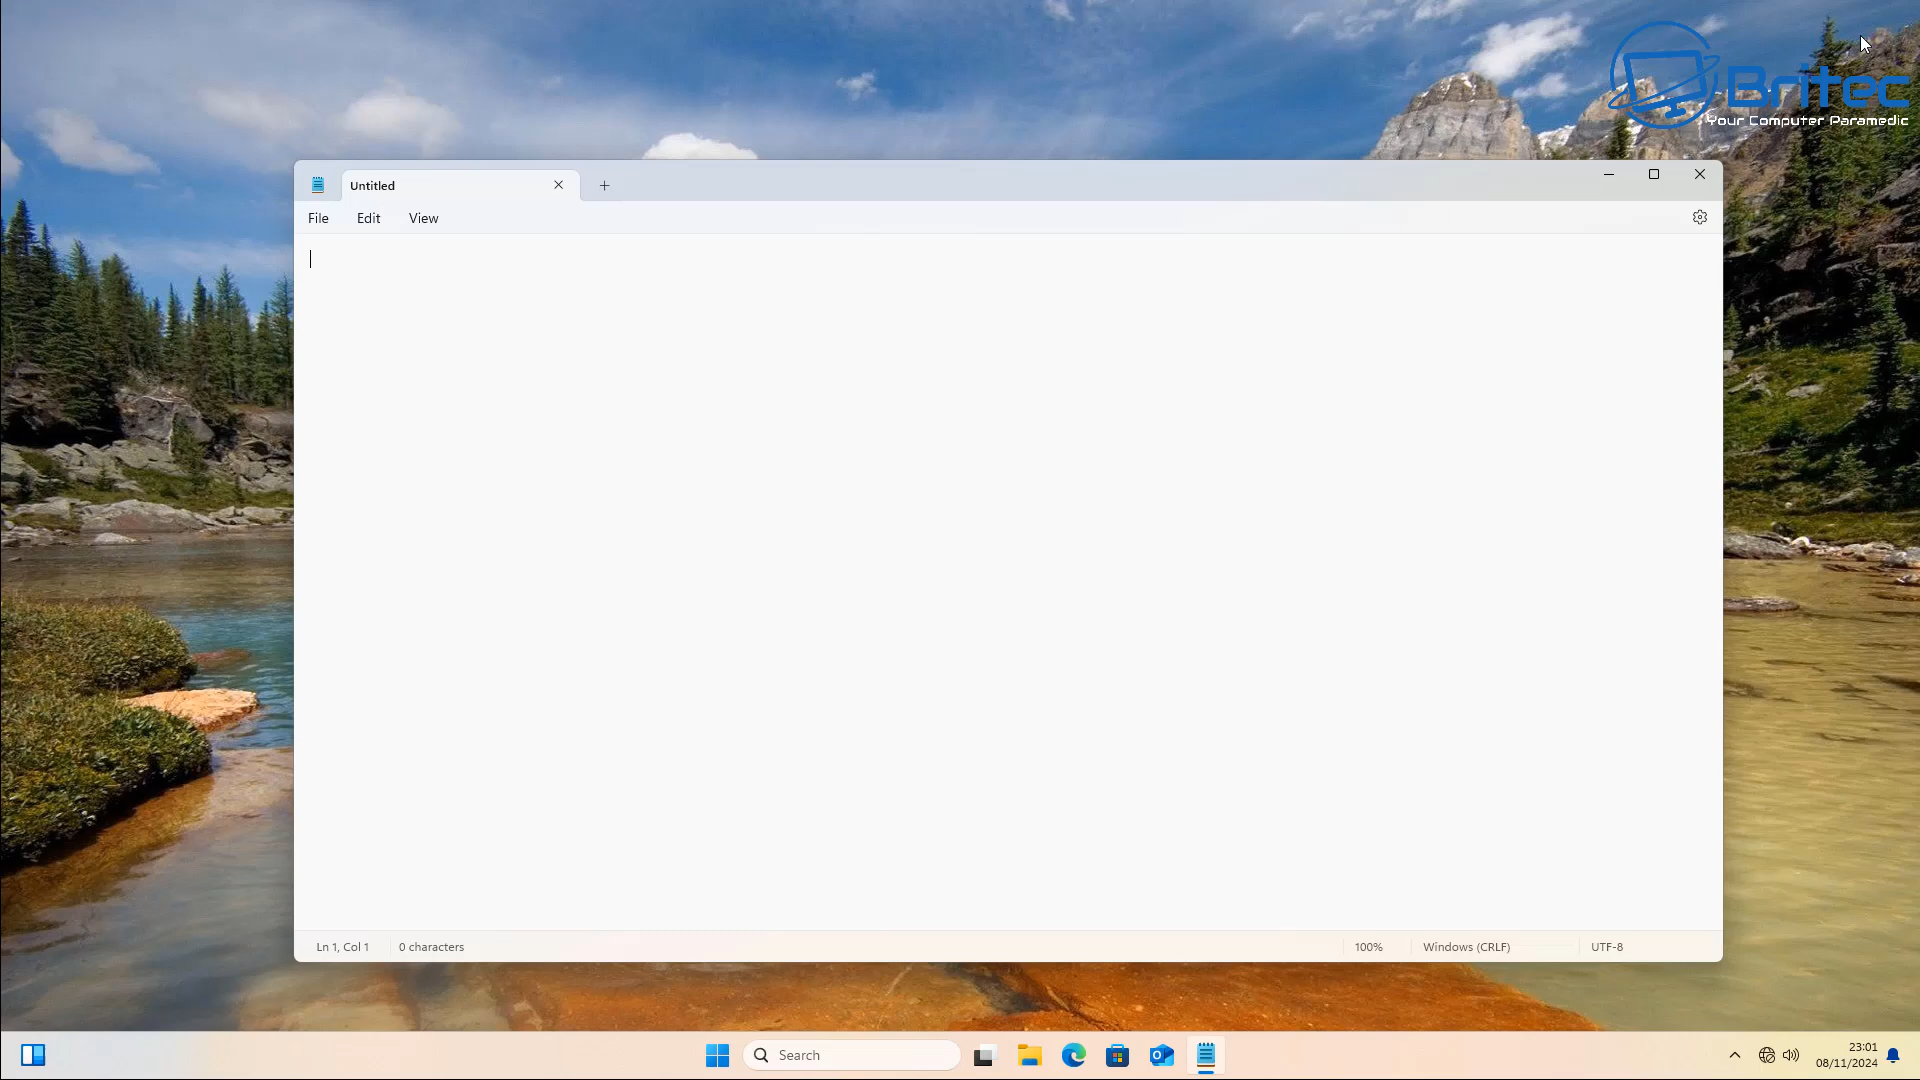 Britec
Your Computer Paramedic
Untitled
File Edit View
Ln 1, Col 1 0 characters 100% Windows (CRLF) UTF-8
Search
23:01
08/11/2024